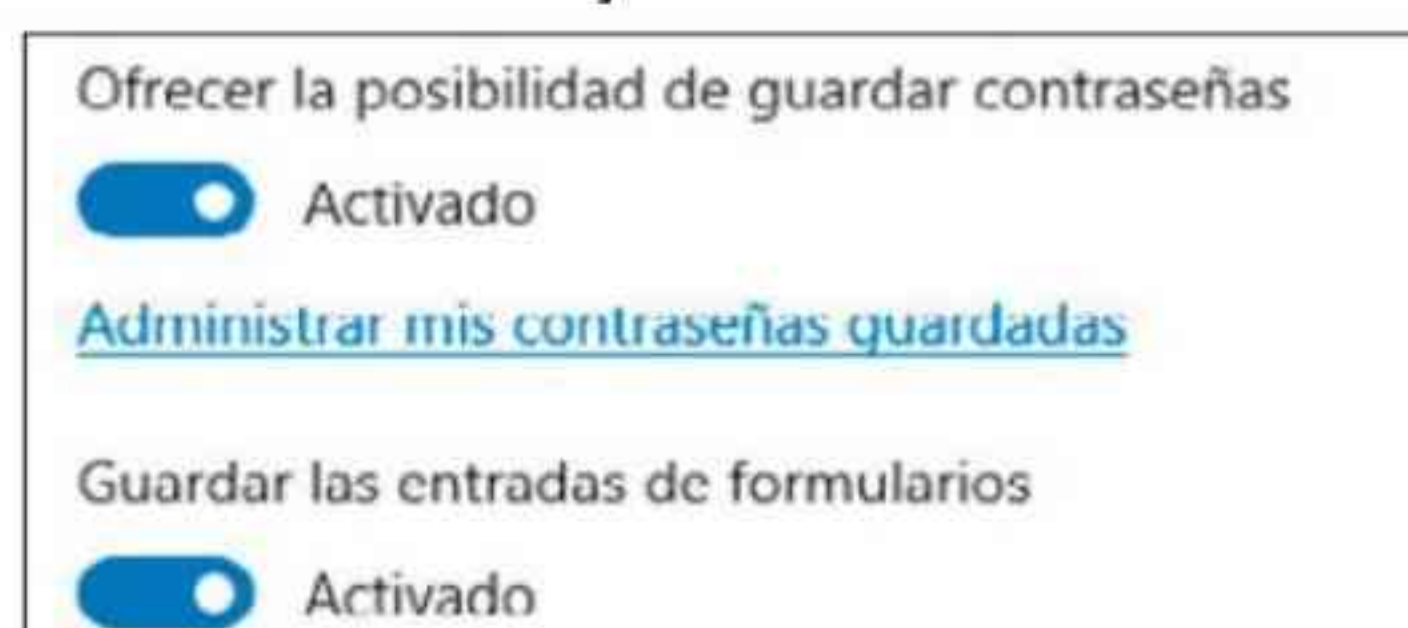 Ofrecer la posibilidad de guardar contraseñas
Activado
Administrar mis contraseñas guardadas
Guardar las entradas de formularios
Activado